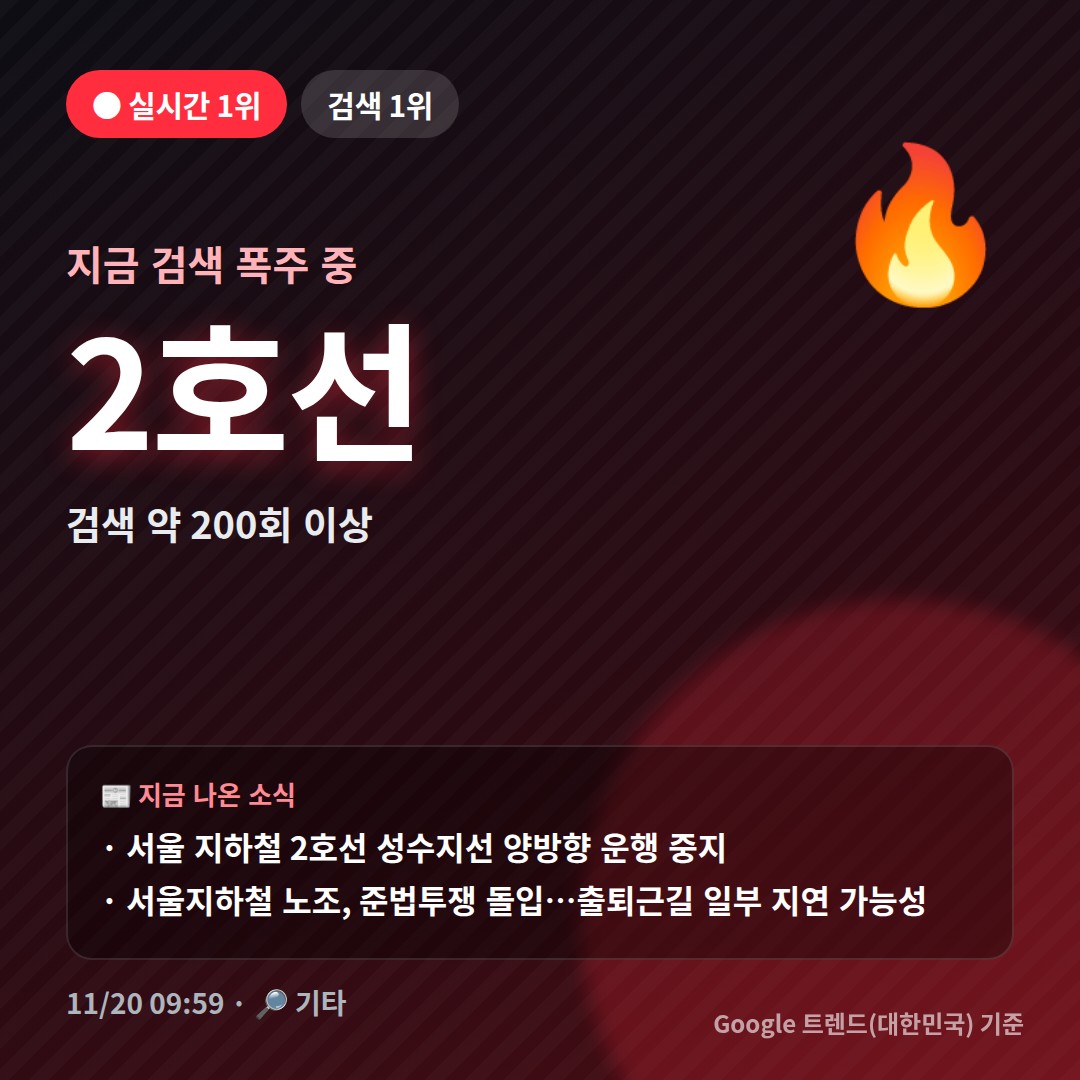 실시간 1위
검색 1위
지금 검색 폭주 중
2호선
검색 약 200회 이상
지금 나온 소식
· 서울 지하철 2호선 성수지선 양방향 운행 중지
· 서울지하철 노조, 준법투쟁 돌입…출퇴근길 일부 지연 가능성
11/20 09:59 · 🔎 기타
Google 트렌드(대한민국) 기준